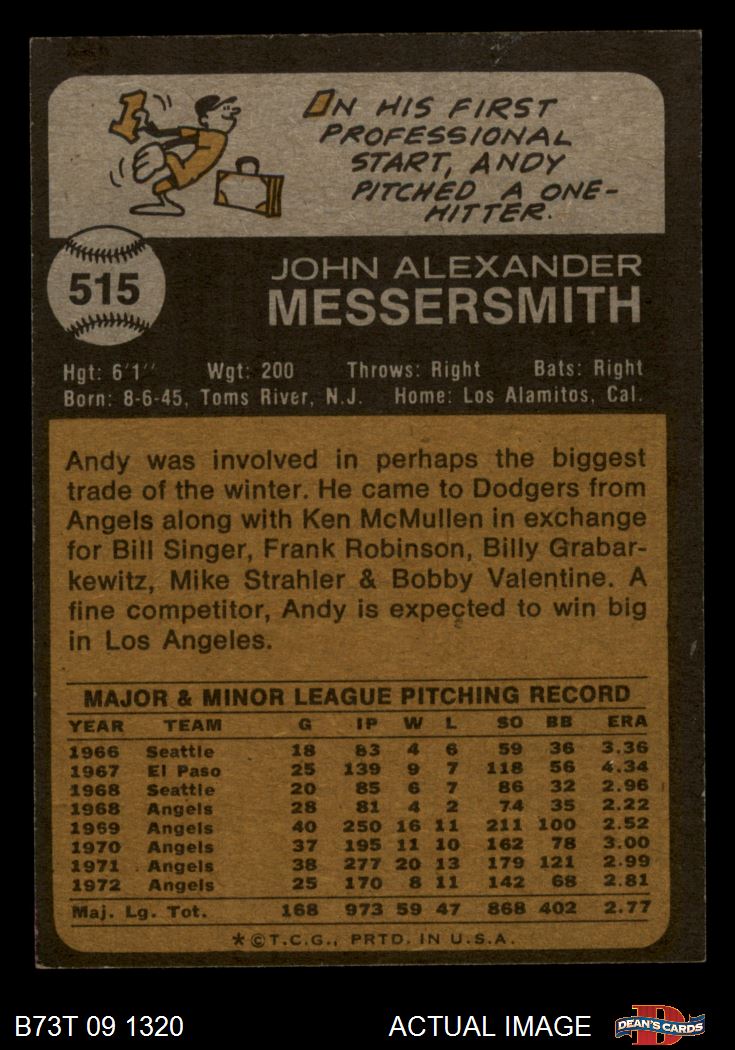 1
ON HIS FIRST
PROFESSIONAL
START, ANDY
PITCHED A ONE-
HITTER.
515
JOHN ALEXANDER
MESSERSMITH
Hgt: 6'1" Wgt: 200 Throws: Right Bats: Right
Born: 8-6-45, Toms River, N.J. Home: Los Alamitos, Cal.
Andy was involved in perhaps the biggest
trade of the winter. He came to Dodgers from
Angels along with Ken McMullen in exchange
for Bill Singer, Frank Robinson, Billy Grabar-
kewitz, Mike Strahler & Bobby Valentine. A
fine competitor, Andy is expected to win big
in Los Angeles.
MAJOR & MINOR LEAGUE PITCHING RECORD
YEAR TEAM G IP W L SO BB ERA
1966 Seattle 18 83 4 6 59 36 3.36
1967 El Paso 25 139 9 7 118 56 4.34
1968 Seattle 20 85 6 7 86 32 2.96
1968 Angels 28 81 4 2 74 35 2.22
1969 Angels 40 250 16 11 211 100 2.52
1970 Angels 37 195 11 10 162 78 3.00
1971 Angels 38 277 20 13 179 121 2.99
1972 Angels 25 170 8 11 142 68 2.81
Maj. Lg. Tot. 168 973 59 47 868 402 2.77
*©T.C.G., PRTD. IN U.S.A.
B73T 09 1320 ACTUAL IMAGE DEAN'S CARDS